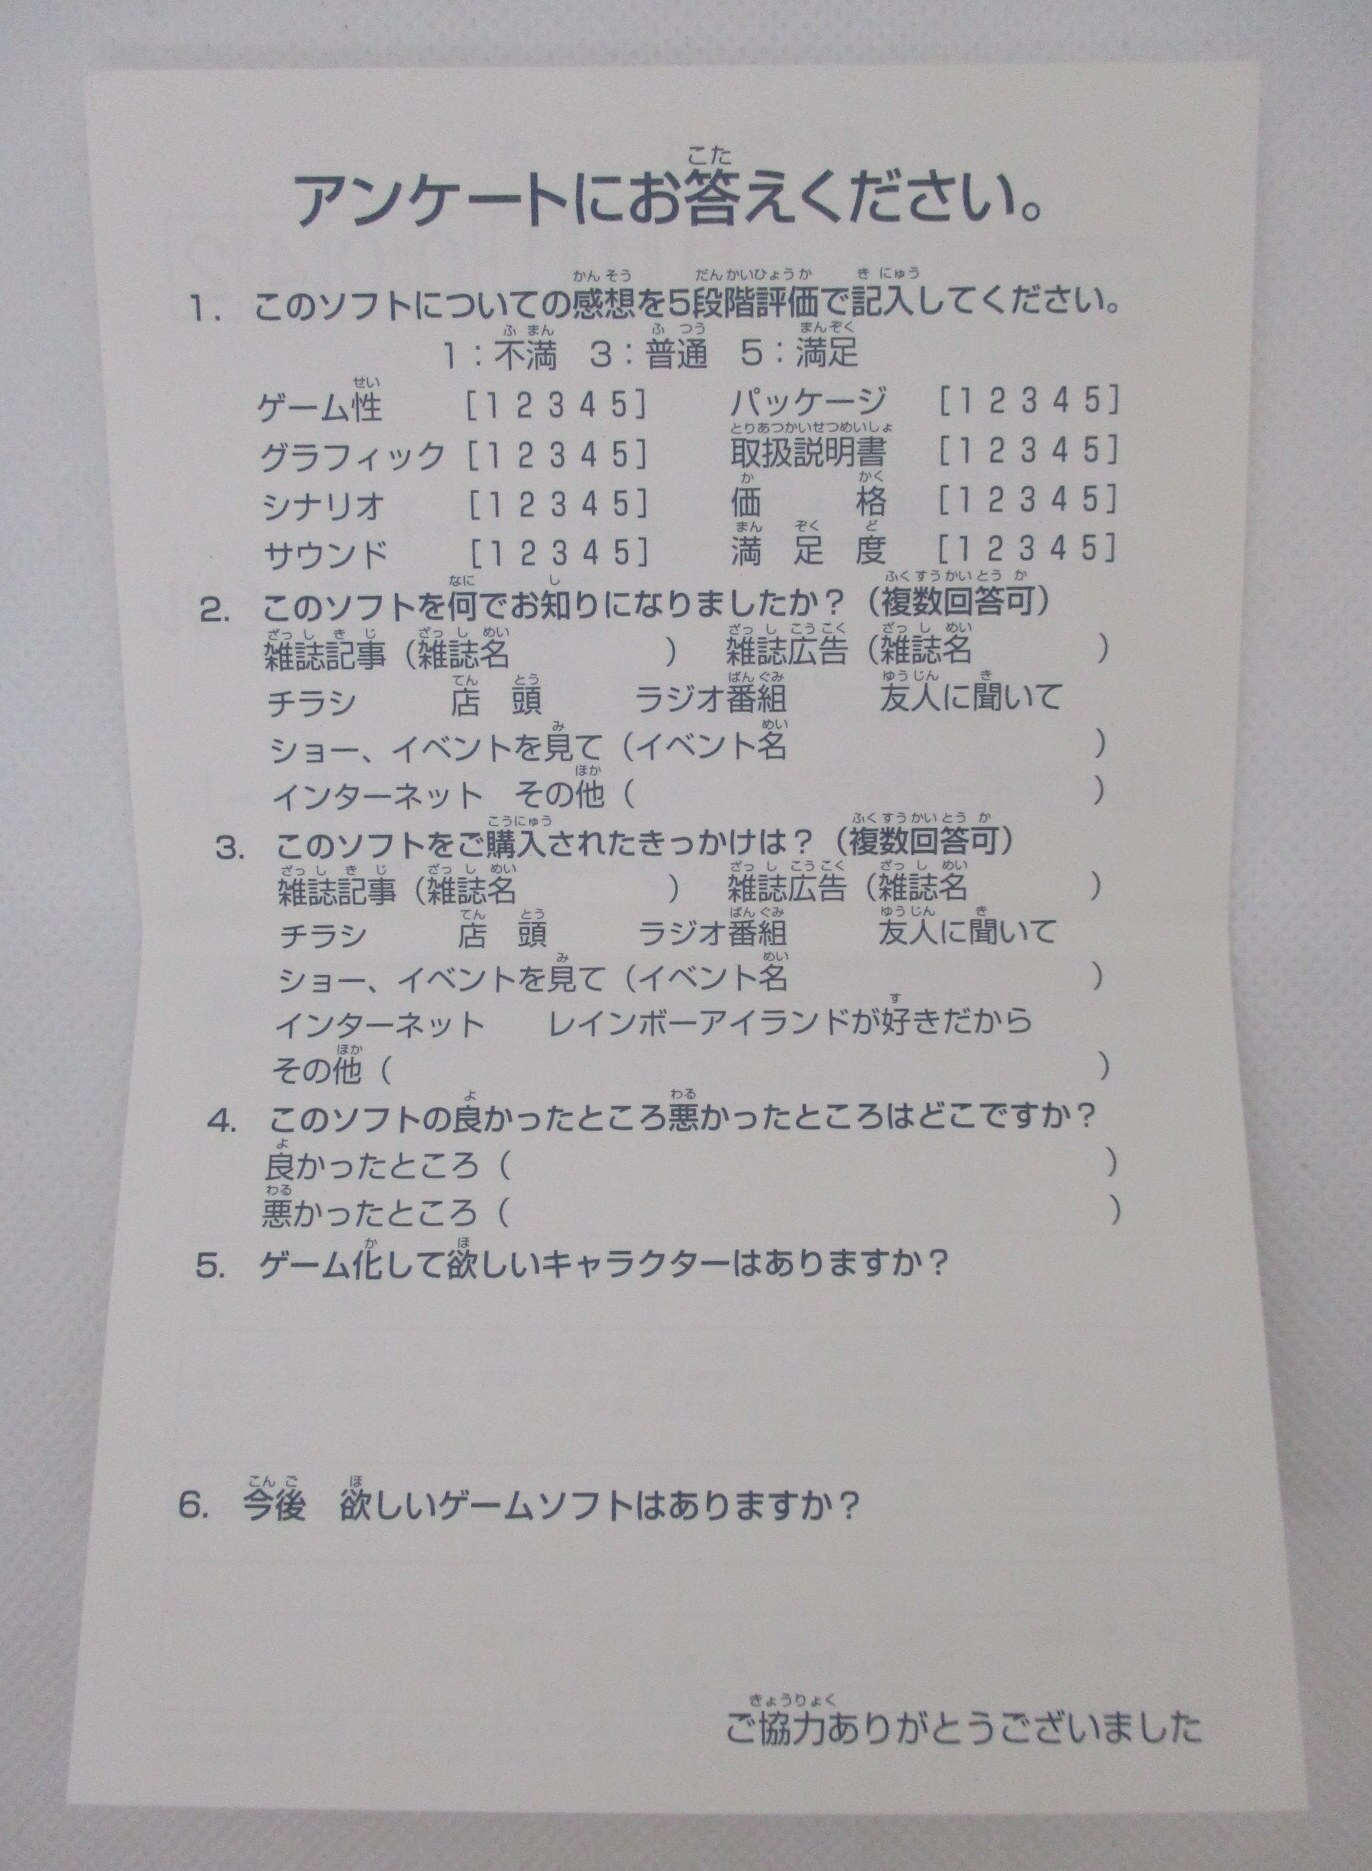 アンケートにお答えください。
1. このソフトについての感想を5段階評価で記入してください。
1：不満 3：普通 5：満足
ゲーム性 [1 2 3 4 5] パッケージ [1 2 3 4 5]
グラフィック [1 2 3 4 5] 取扱説明書 [1 2 3 4 5]
シナリオ [1 2 3 4 5] 価格 [1 2 3 4 5]
サウンド [1 2 3 4 5] 満足度 [1 2 3 4 5]
2. このソフトを何でお知りになりましたか？（複数回答可）
雑誌記事（雑誌名 ） 雑誌広告（雑誌名 ）
チラシ 店頭 ラジオ番組 友人に聞いて
ショー、イベントを見て（イベント名 ）
インターネット その他（ ）
3. このソフトをご購入されたきっかけは？（複数回答可）
雑誌記事（雑誌名 ） 雑誌広告（雑誌名 ）
チラシ 店頭 ラジオ番組 友人に聞いて
ショー、イベントを見て（イベント名 ）
インターネット レインボーアイランドが好きだから
その他（ ）
4. このソフトの良かったところ悪かったところはどこですか？
良かったところ（ ）
悪かったところ（ ）
5. ゲーム化して欲しいキャラクターはありますか？
6. 今後 欲しいゲームソフトはありますか？
ご協力ありがとうございました